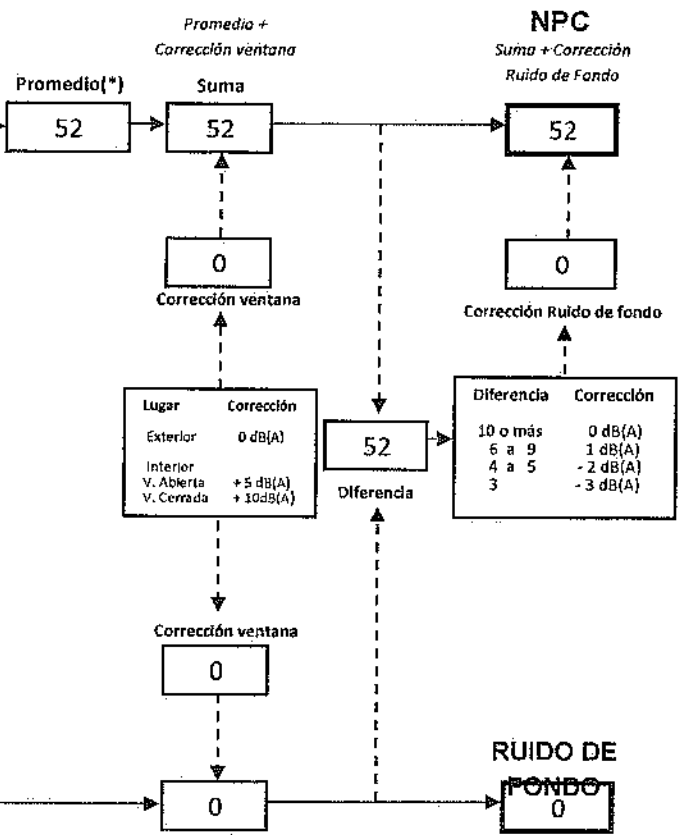 Promedio +
Corrección ventana
NPC
Suma + Corrección
Ruido de Fondo
Promedio(*)
Suma
52
52
52
0
0
Corrección ventana
Corrección Ruido de fondo
Lugar Corrección
Exterior 0 dB(A)
Interior
V. Abierta + 5 dB(A)
V. Cerrada + 10dB(A)
52
Diferencia
Diferencia Corrección
10 o más 0 dB(A)
6 a 9 1 dB(A)
4 a 5 - 2 dB(A)
3 - 3 dB(A)
Corrección ventana
0
RUIDO DE
FONDO
0
0